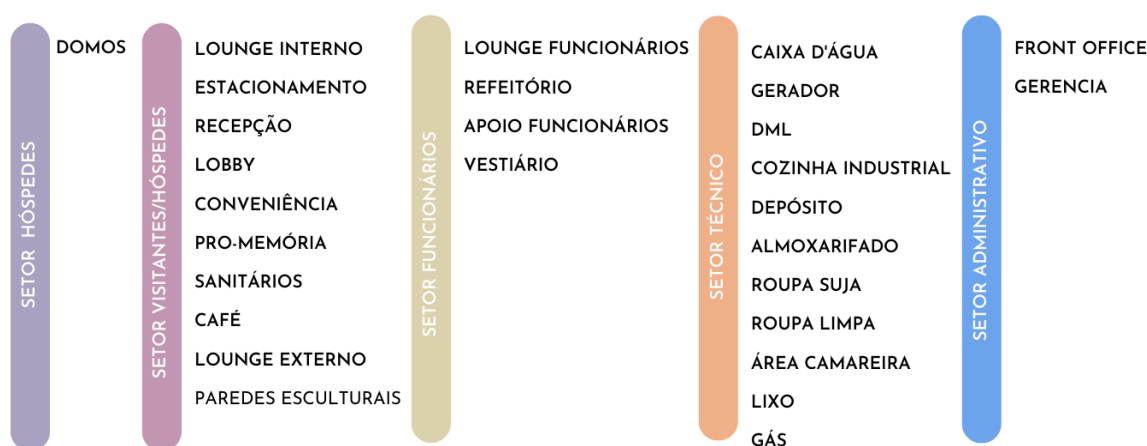 SETOR HÓSPEDES
DOMOS
SETOR VISITANTES/HÓSPEDES
LOUNGE INTERNO
ESTACIONAMENTO
RECEPÇÃO
LOBBY
CONVENIÊNCIA
PRO-MEMÓRIA
SANITÁRIOS
CAFÉ
LOUNGE EXTERNO
PAREDES ESCULTURAIS
SETOR FUNCIONÁRIOS
LOUNGE FUNCIONÁRIOS
REFEITÓRIO
APOIO FUNCIONÁRIOS
VESTIÁRIO
SETOR TÉCNICO
CAIXA D'ÁGUA
GERADOR
DML
COZINHA INDUSTRIAL
DEPÓSITO
ALMOXARIFADO
ROUPA SUJA
ROUPA LIMPA
ÁREA CAMAREIRA
LIXO
GÁS
SETOR ADMINISTRATIVO
FRONT OFFICE
GERENCIA